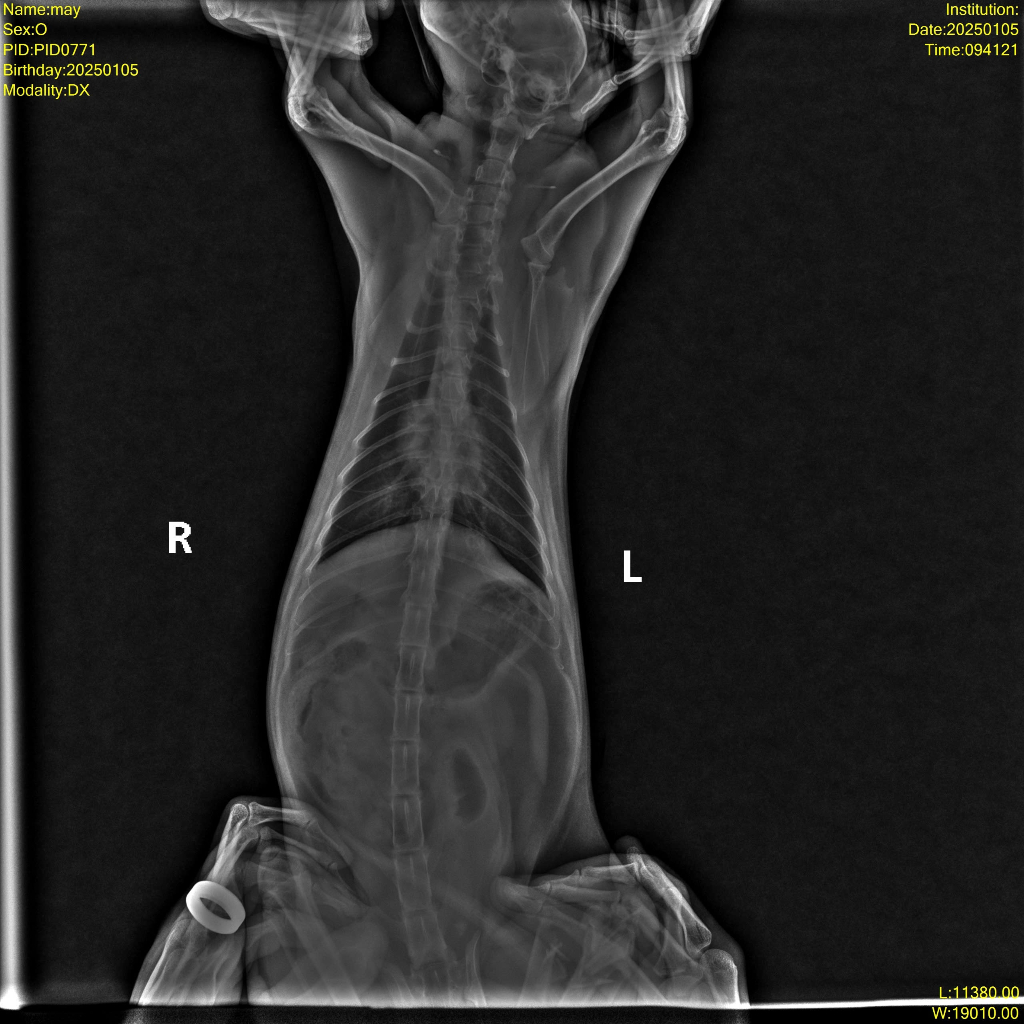 Name:may
Sex:O
PID:PID0771
Birthday:20250105
Modality:DX
Institution:
Date:20250105
Time:094121
R
L
L:11380.00
W:19010.00